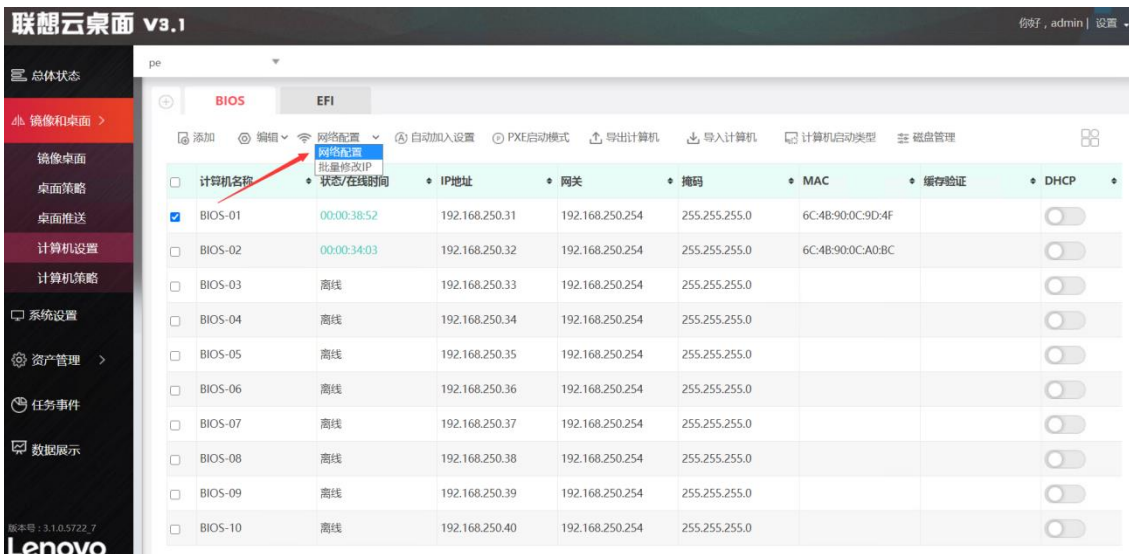 联想云桌面 V3.1
你好，admin | 设置
总体状态
镜像和桌面
镜像桌面
桌面策略
桌面推送
计算机设置
计算机策略
系统设置
资产管理
任务事件
数据展示
版本号：3.1.0.5722_7
Lenovo
pe
BIOS EFI
添加 编辑 网络配置 自动加入设置 PXE启动模式 导出计算机 导入计算机 计算机启动类型 磁盘管理
网络配置
批量修改IP
计算机名称 状态/在线时间 IP地址 网关 掩码 MAC 缓存验证 DHCP
BIOS-01 00:00:38:52 192.168.250.31 192.168.250.254 255.255.255.0 6C:4B:90:0C:9D:4F
BIOS-02 00:00:34:03 192.168.250.32 192.168.250.254 255.255.255.0 6C:4B:90:0C:A0:BC
BIOS-03 离线 192.168.250.33 192.168.250.254 255.255.255.0
BIOS-04 离线 192.168.250.34 192.168.250.254 255.255.255.0
BIOS-05 离线 192.168.250.35 192.168.250.254 255.255.255.0
BIOS-06 离线 192.168.250.36 192.168.250.254 255.255.255.0
BIOS-07 离线 192.168.250.37 192.168.250.254 255.255.255.0
BIOS-08 离线 192.168.250.38 192.168.250.254 255.255.255.0
BIOS-09 离线 192.168.250.39 192.168.250.254 255.255.255.0
BIOS-10 离线 192.168.250.40 192.168.250.254 255.255.255.0